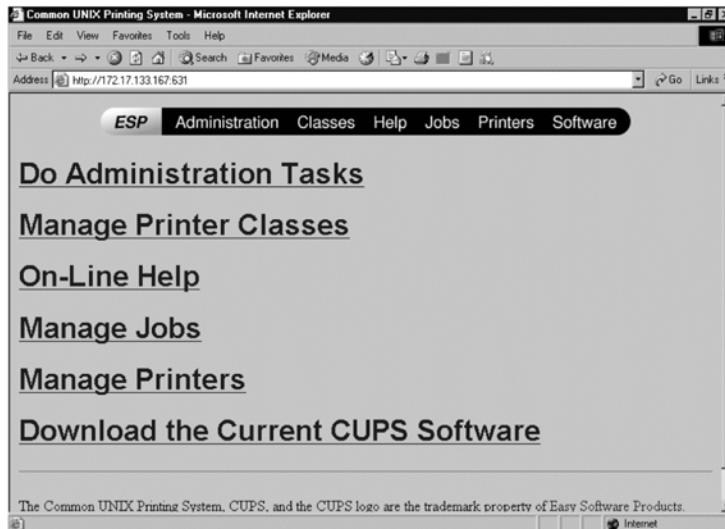 Common UNIX Printing System - Microsoft Internet Explorer
File Edit View Favorites Tools Help
Back Search Favorites Media
Address http://172.17.133.167:631 Go Links
ESP Administration Classes Help Jobs Printers Software
Do Administration Tasks
Manage Printer Classes
On-Line Help
Manage Jobs
Manage Printers
Download the Current CUPS Software
The Common UNIX Printing System, CUPS, and the CUPS logo are the trademark property of Easy Software Products.
Internet